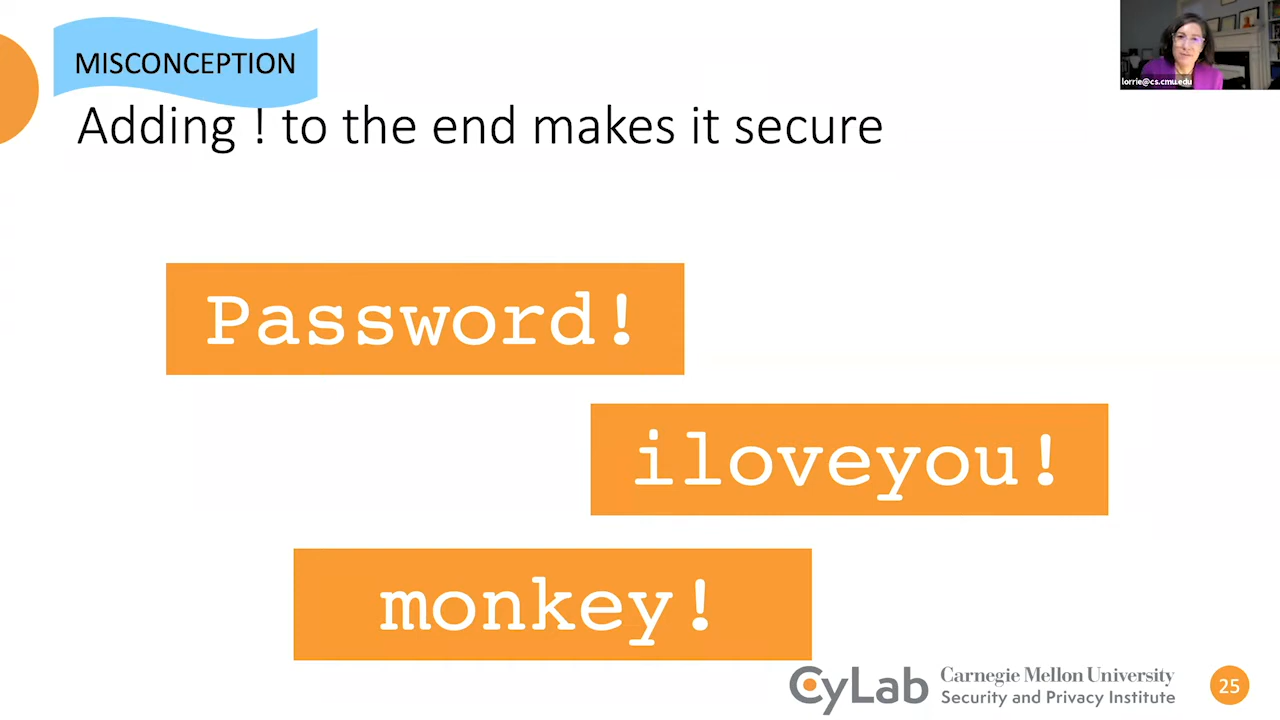 MISCONCEPTION
Adding ! to the end makes it secure
lorrie@cs.cmu.edu
Password!
iloveyou!
monkey!
CyLab
Carnegie Mellon University
Security and Privacy Institute
25